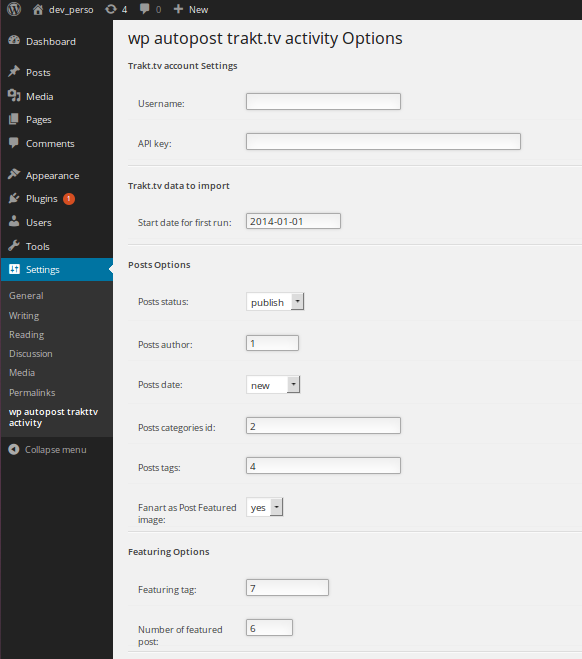 dev_perso 4 0 New
Dashboard
Posts
Media
Pages
Comments
Appearance
Plugins 1
Users
Tools
Settings
General
Writing
Reading
Discussion
Media
Permalinks
wp autopost trakttv
activity
Collapse menu
wp autopost trakt.tv activity Options
Trakt.tv account Settings
Username:
API key:
Trakt.tv data to import
Start date for first run: 2014-01-01
Posts Options
Posts status: publish
Posts author: 1
Posts date: new
Posts categories id: 2
Posts tags: 4
Fanart as Post Featured yes
image:
Featuring Options
Featuring tag: 7
Number of featured 6
post: